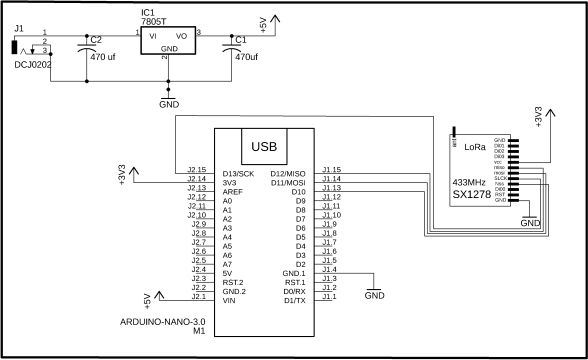 J1
1
2
3
DCJ0202
C2
470 uf
IC1
7805T
1
VI
VO
3
GND
2
GND
C1
470uf
+5V
USB
+3V3
+5V
J2.15 D13/SCK
J2.14 3V3
J2.13 AREF
J2.12 A0
J2.11 A1
J2.10 A2
J2.9 A3
J2.8 A4
J2.7 A5
J2.6 A6
J2.5 A7
J2.4 5V
J2.3 RST.2
J2.2 GND.2
J2.1 VIN
D12/MISO J1.15
D11/MOSI J1.14
D10 J1.13
D9 J1.12
D8 J1.11
D7 J1.10
D6 J1.9
D5 J1.8
D4 J1.7
D3 J1.6
D2 J1.5
GND.1 J1.4
RST.1 J1.3
D0/RX J1.2
D1/TX J1.1
GND
ARDUINO-NANO-3.0
M1
ant
LoRa
433MHz
SX1278
GND
DI01
DI02
DI03
vcc
miso
mosi
SLCK
Nss
DI00
RST
GND
+3V3
GND